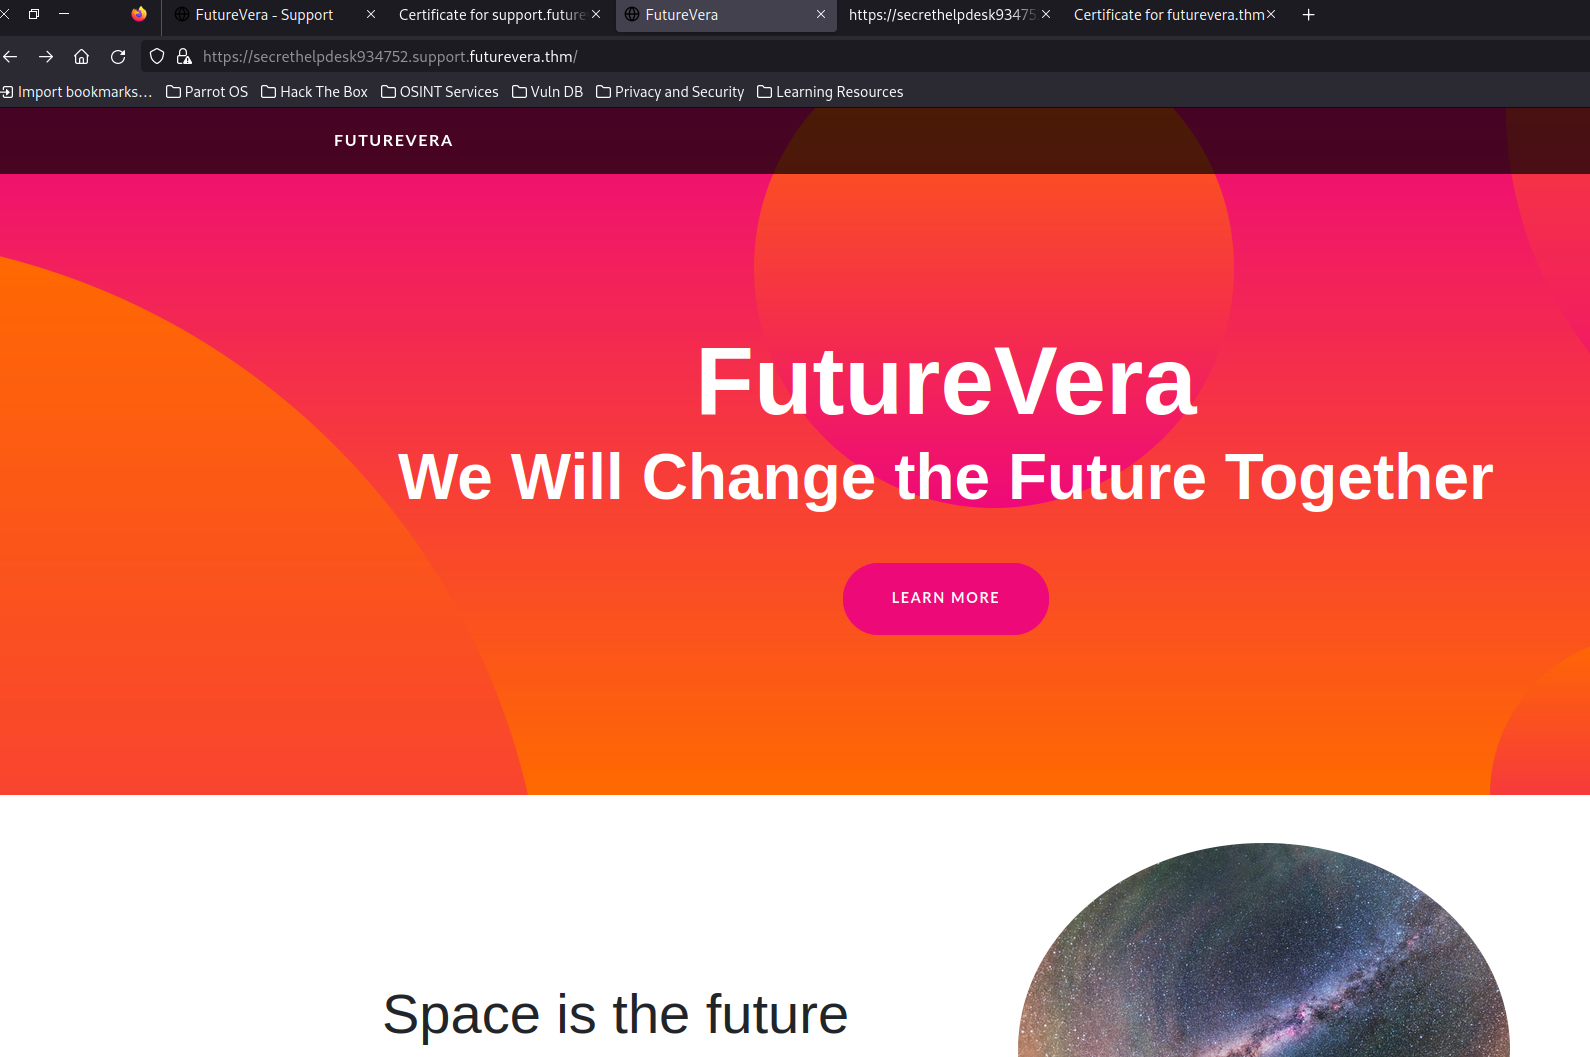 FutureVera - Support
Certificate for support.future
FutureVera
https://secrethelpdesk93475
Certificate for futurevera.thm
https://secrethelpdesk934752.support.futurevera.thm/
Import bookmarks...
Parrot OS
Hack The Box
OSINT Services
Vuln DB
Privacy and Security
Learning Resources
FUTUREVERA
FutureVera
We Will Change the Future Together
LEARN MORE
Space is the future